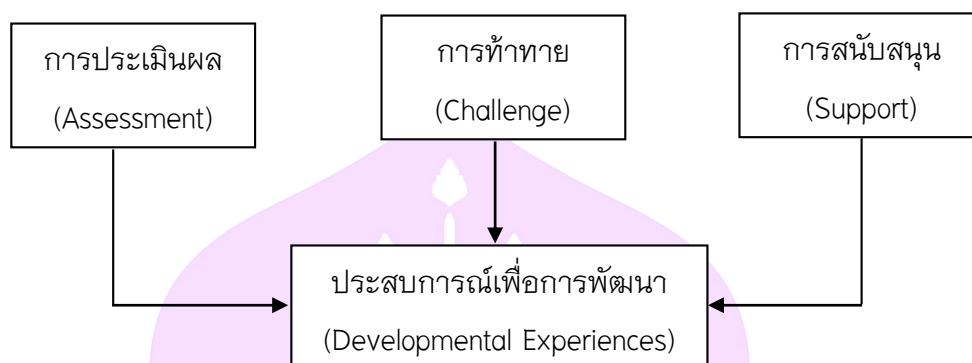 การประเมินผล
(Assessment)
การท้าทาย
(Challenge)
การสนับสนุน
(Support)
ประสบการณ์เพื่อการพัฒนา
(Developmental Experiences)